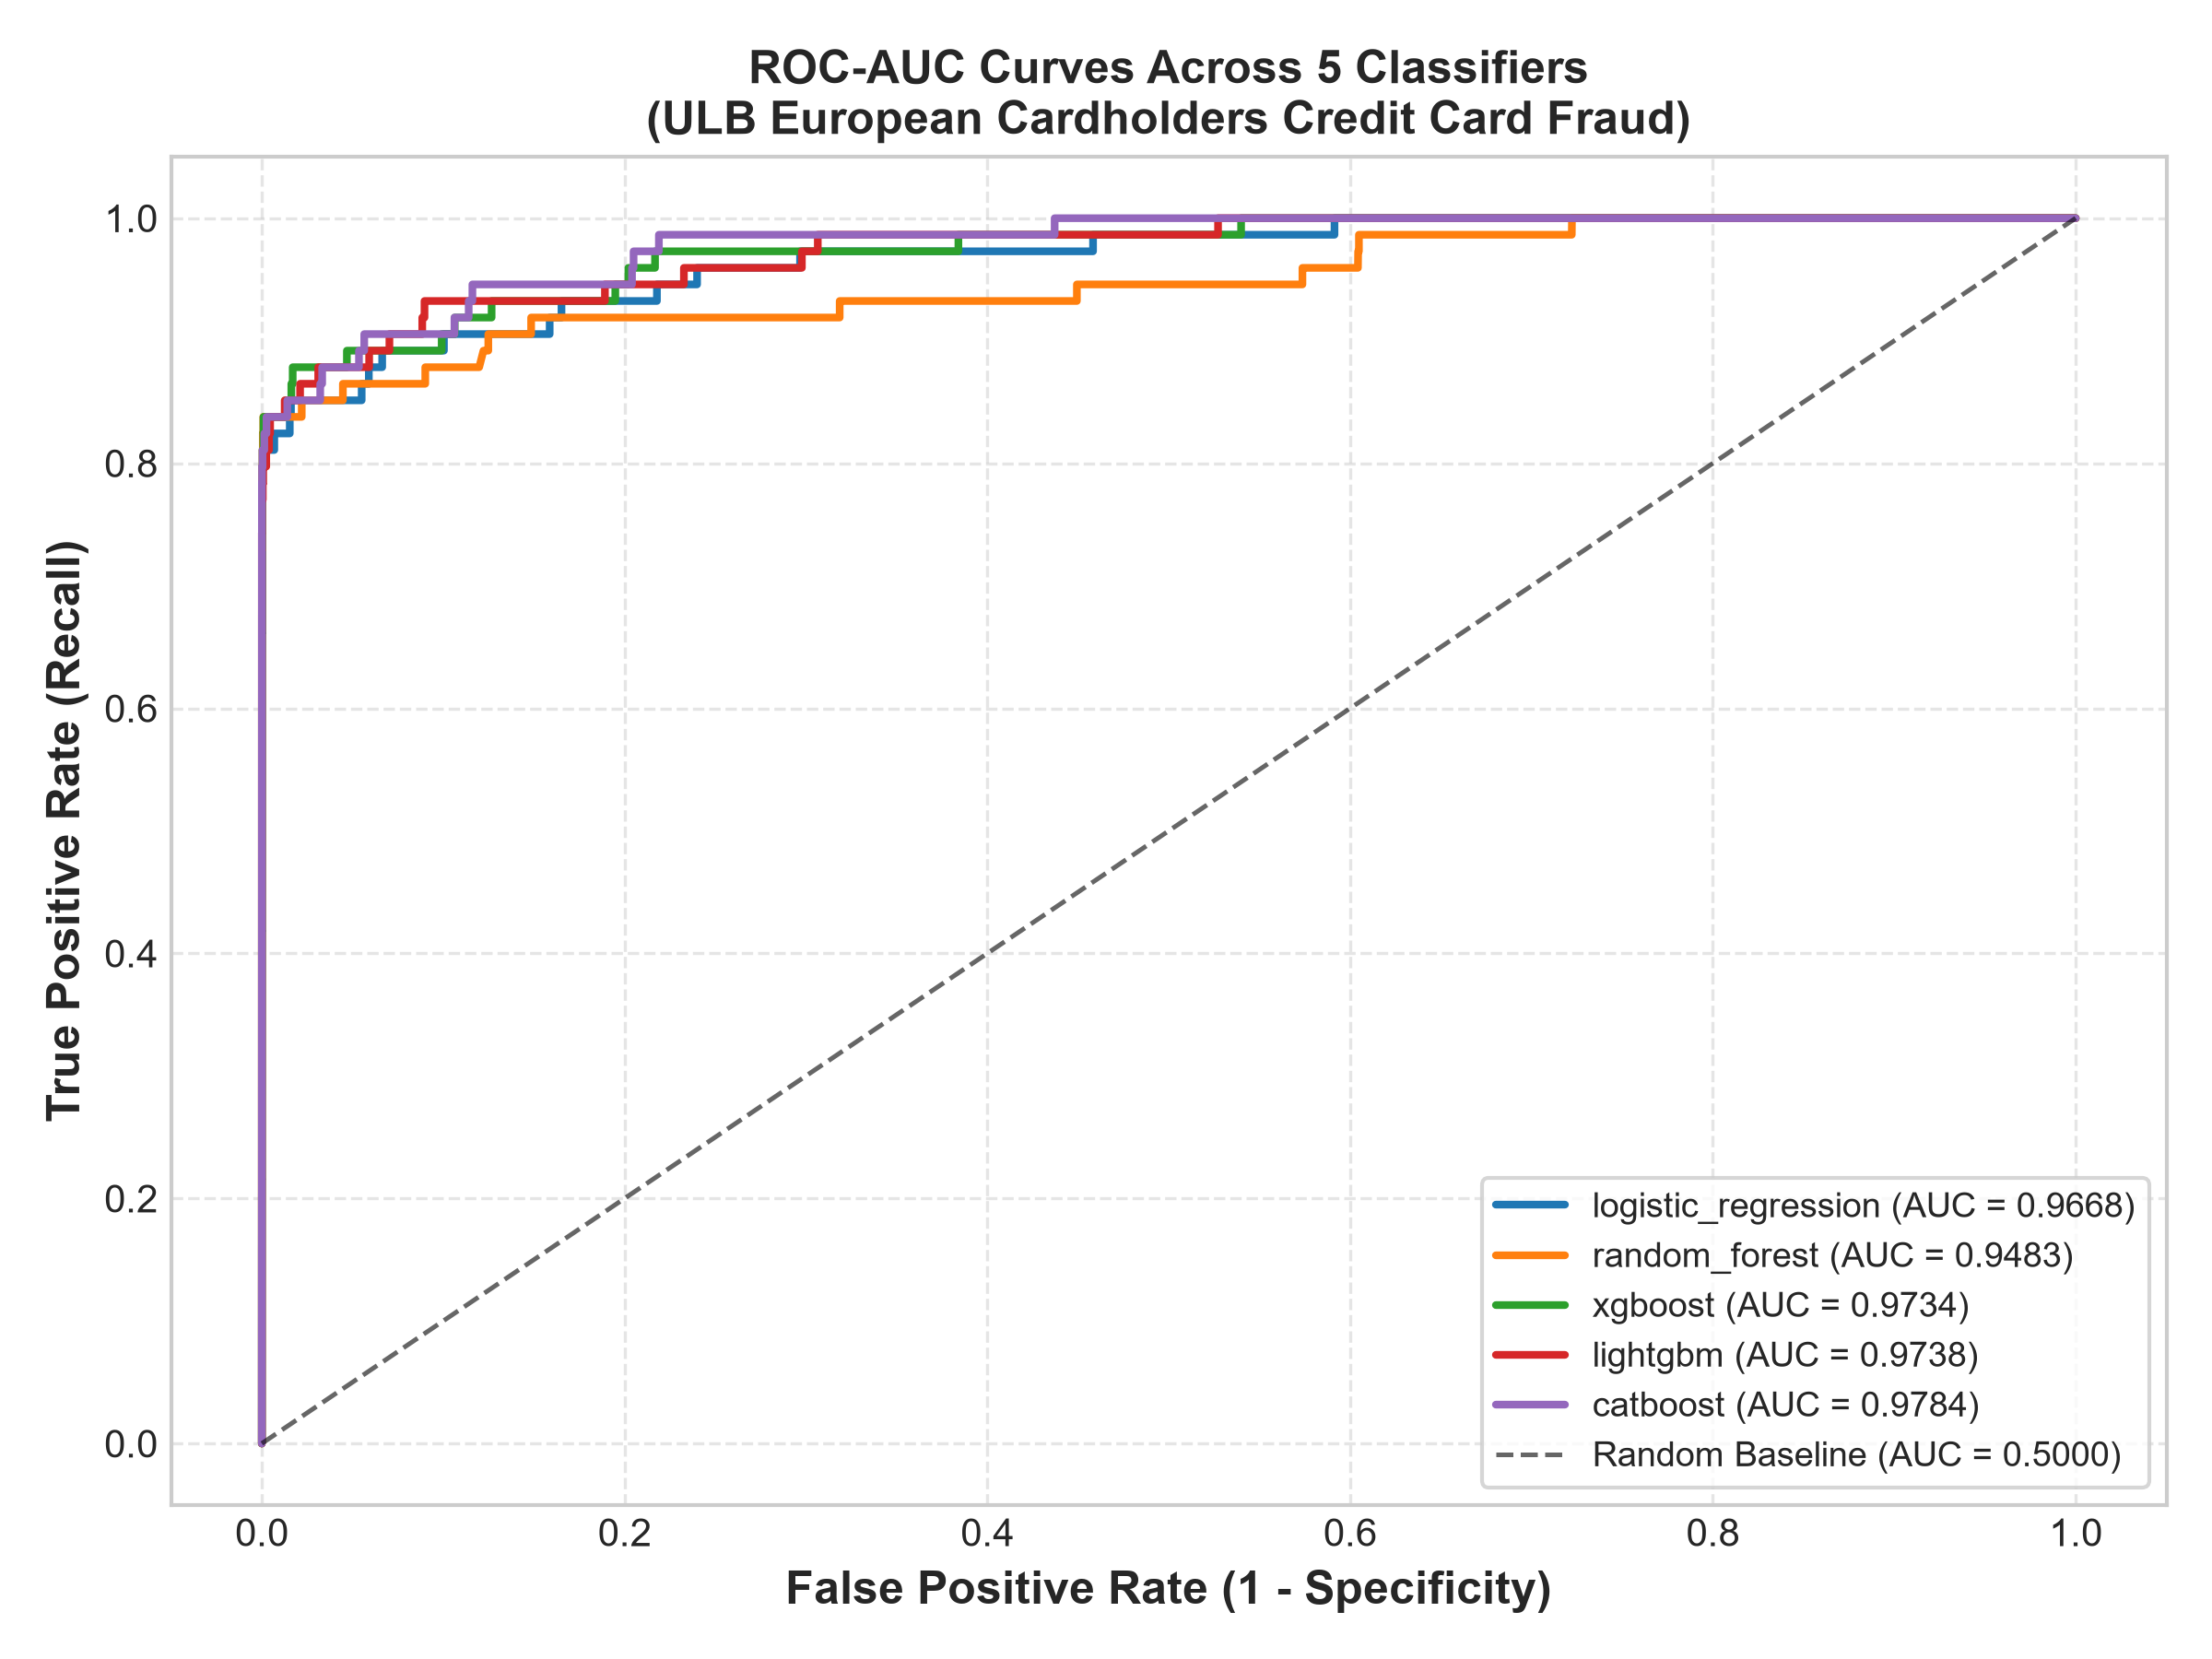 ROC-AUC Curves Across 5 Classifiers
(ULB European Cardholders Credit Card Fraud)
True Positive Rate (Recall)
1.0
0.8
0.6
0.4
0.2
0.0
logistic_regression (AUC = 0.9668)
random_forest (AUC = 0.9483)
xgboost (AUC = 0.9734)
lightgbm (AUC = 0.9738)
catboost (AUC = 0.9784)
Random Baseline (AUC = 0.5000)
0.0 0.2 0.4 0.6 0.8 1.0
False Positive Rate (1 - Specificity)